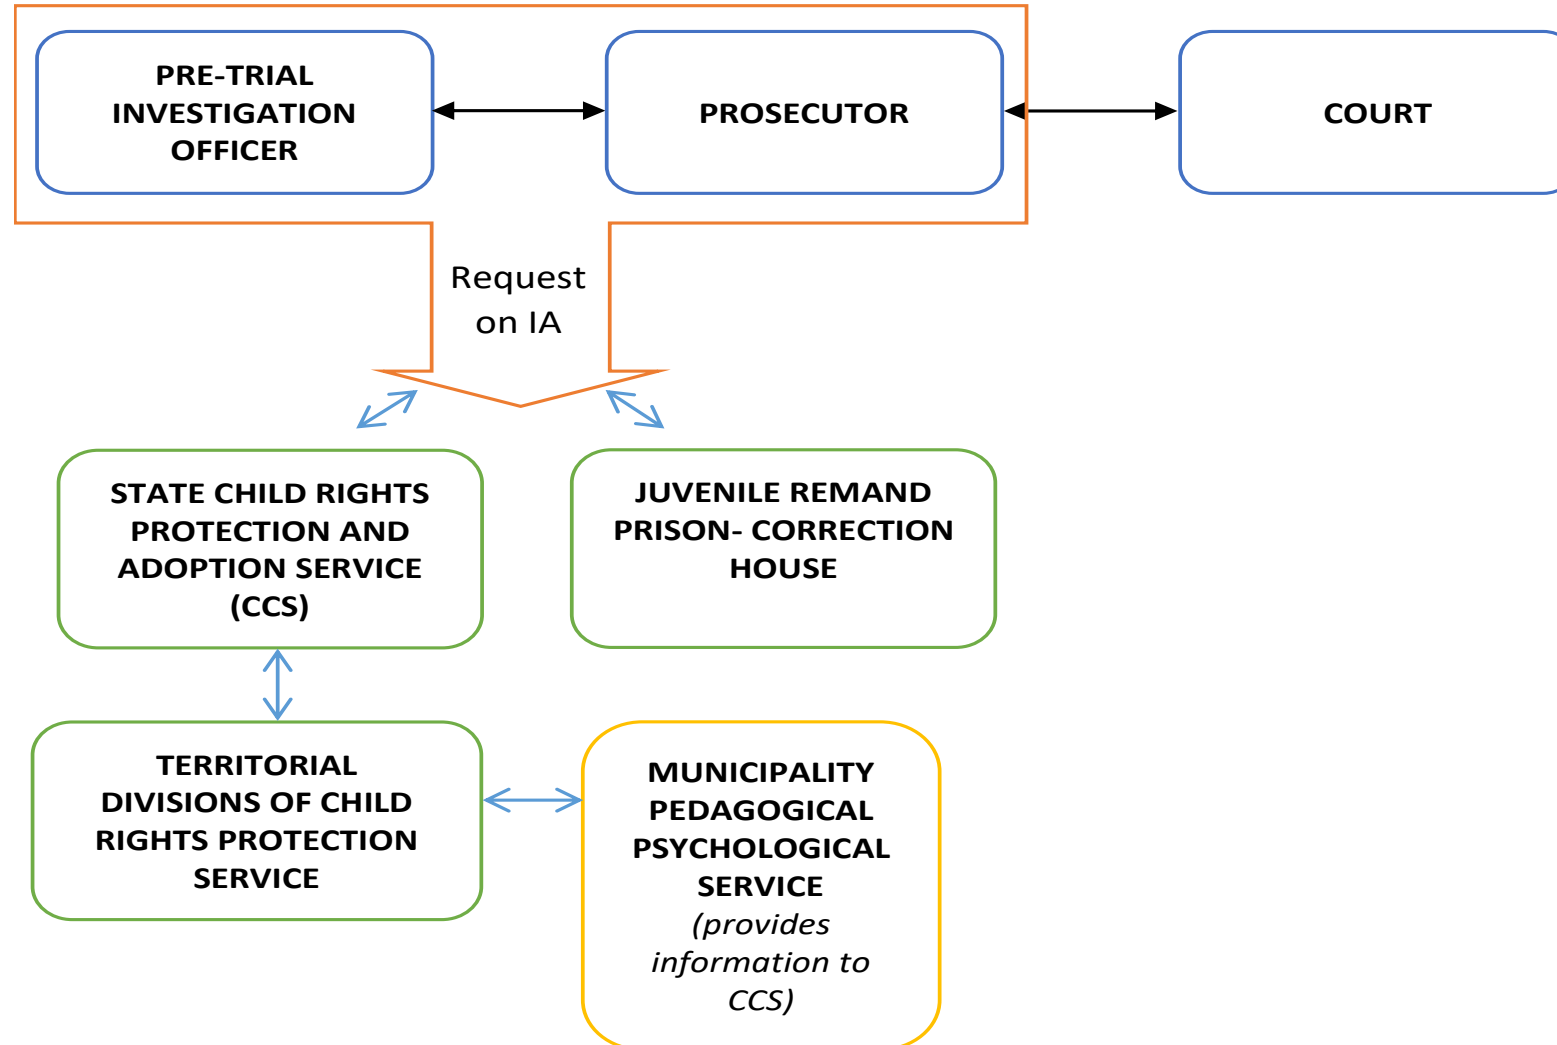 PRE-TRIAL
INVESTIGATION
OFFICER
PROSECUTOR
COURT
Request
on IA
STATE CHILD RIGHTS
PROTECTION AND
ADOPTION SERVICE
(CCS)
JUVENILE REMAND
PRISON- CORRECTION
HOUSE
TERRITORIAL
DIVISIONS OF CHILD
RIGHTS PROTECTION
SERVICE
MUNICIPALITY
PEDAGOGICAL
PSYCHOLOGICAL
SERVICE
(provides
information to
CCS)